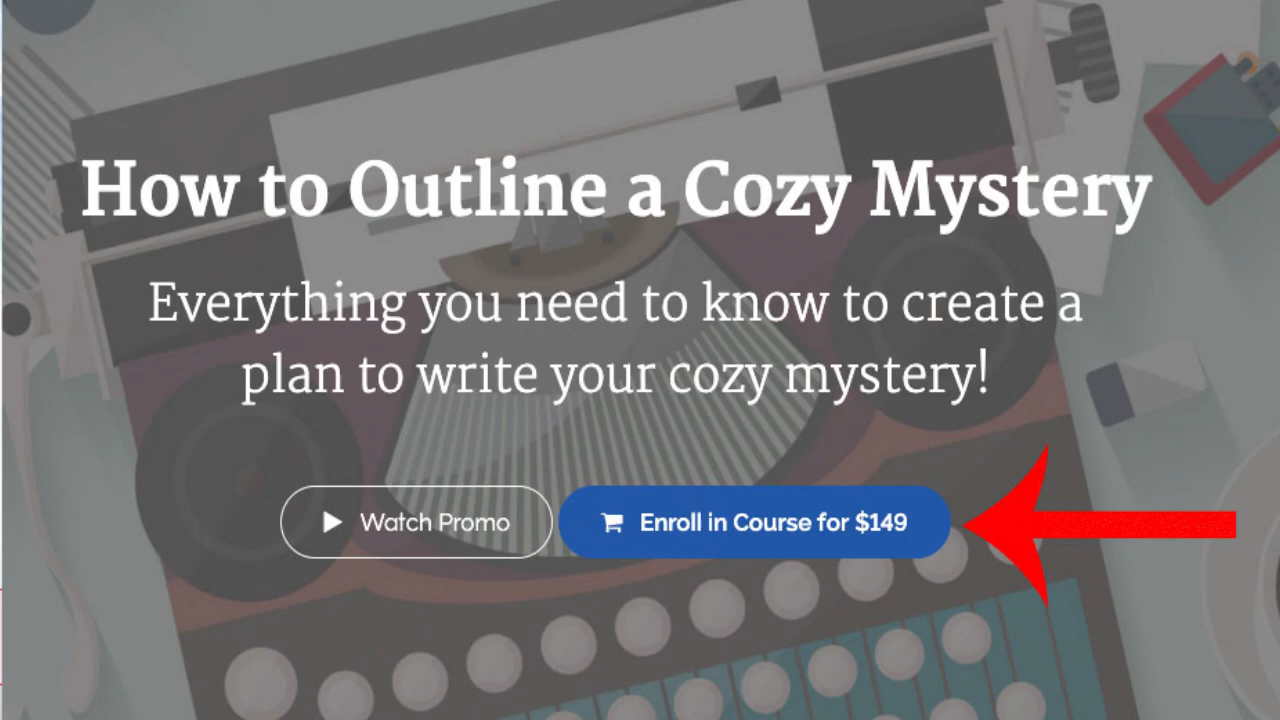 How to Outline a Cozy Mystery
Everything you need to know to create a
plan to write your cozy mystery!
Watch Promo
Enroll in Course for $149